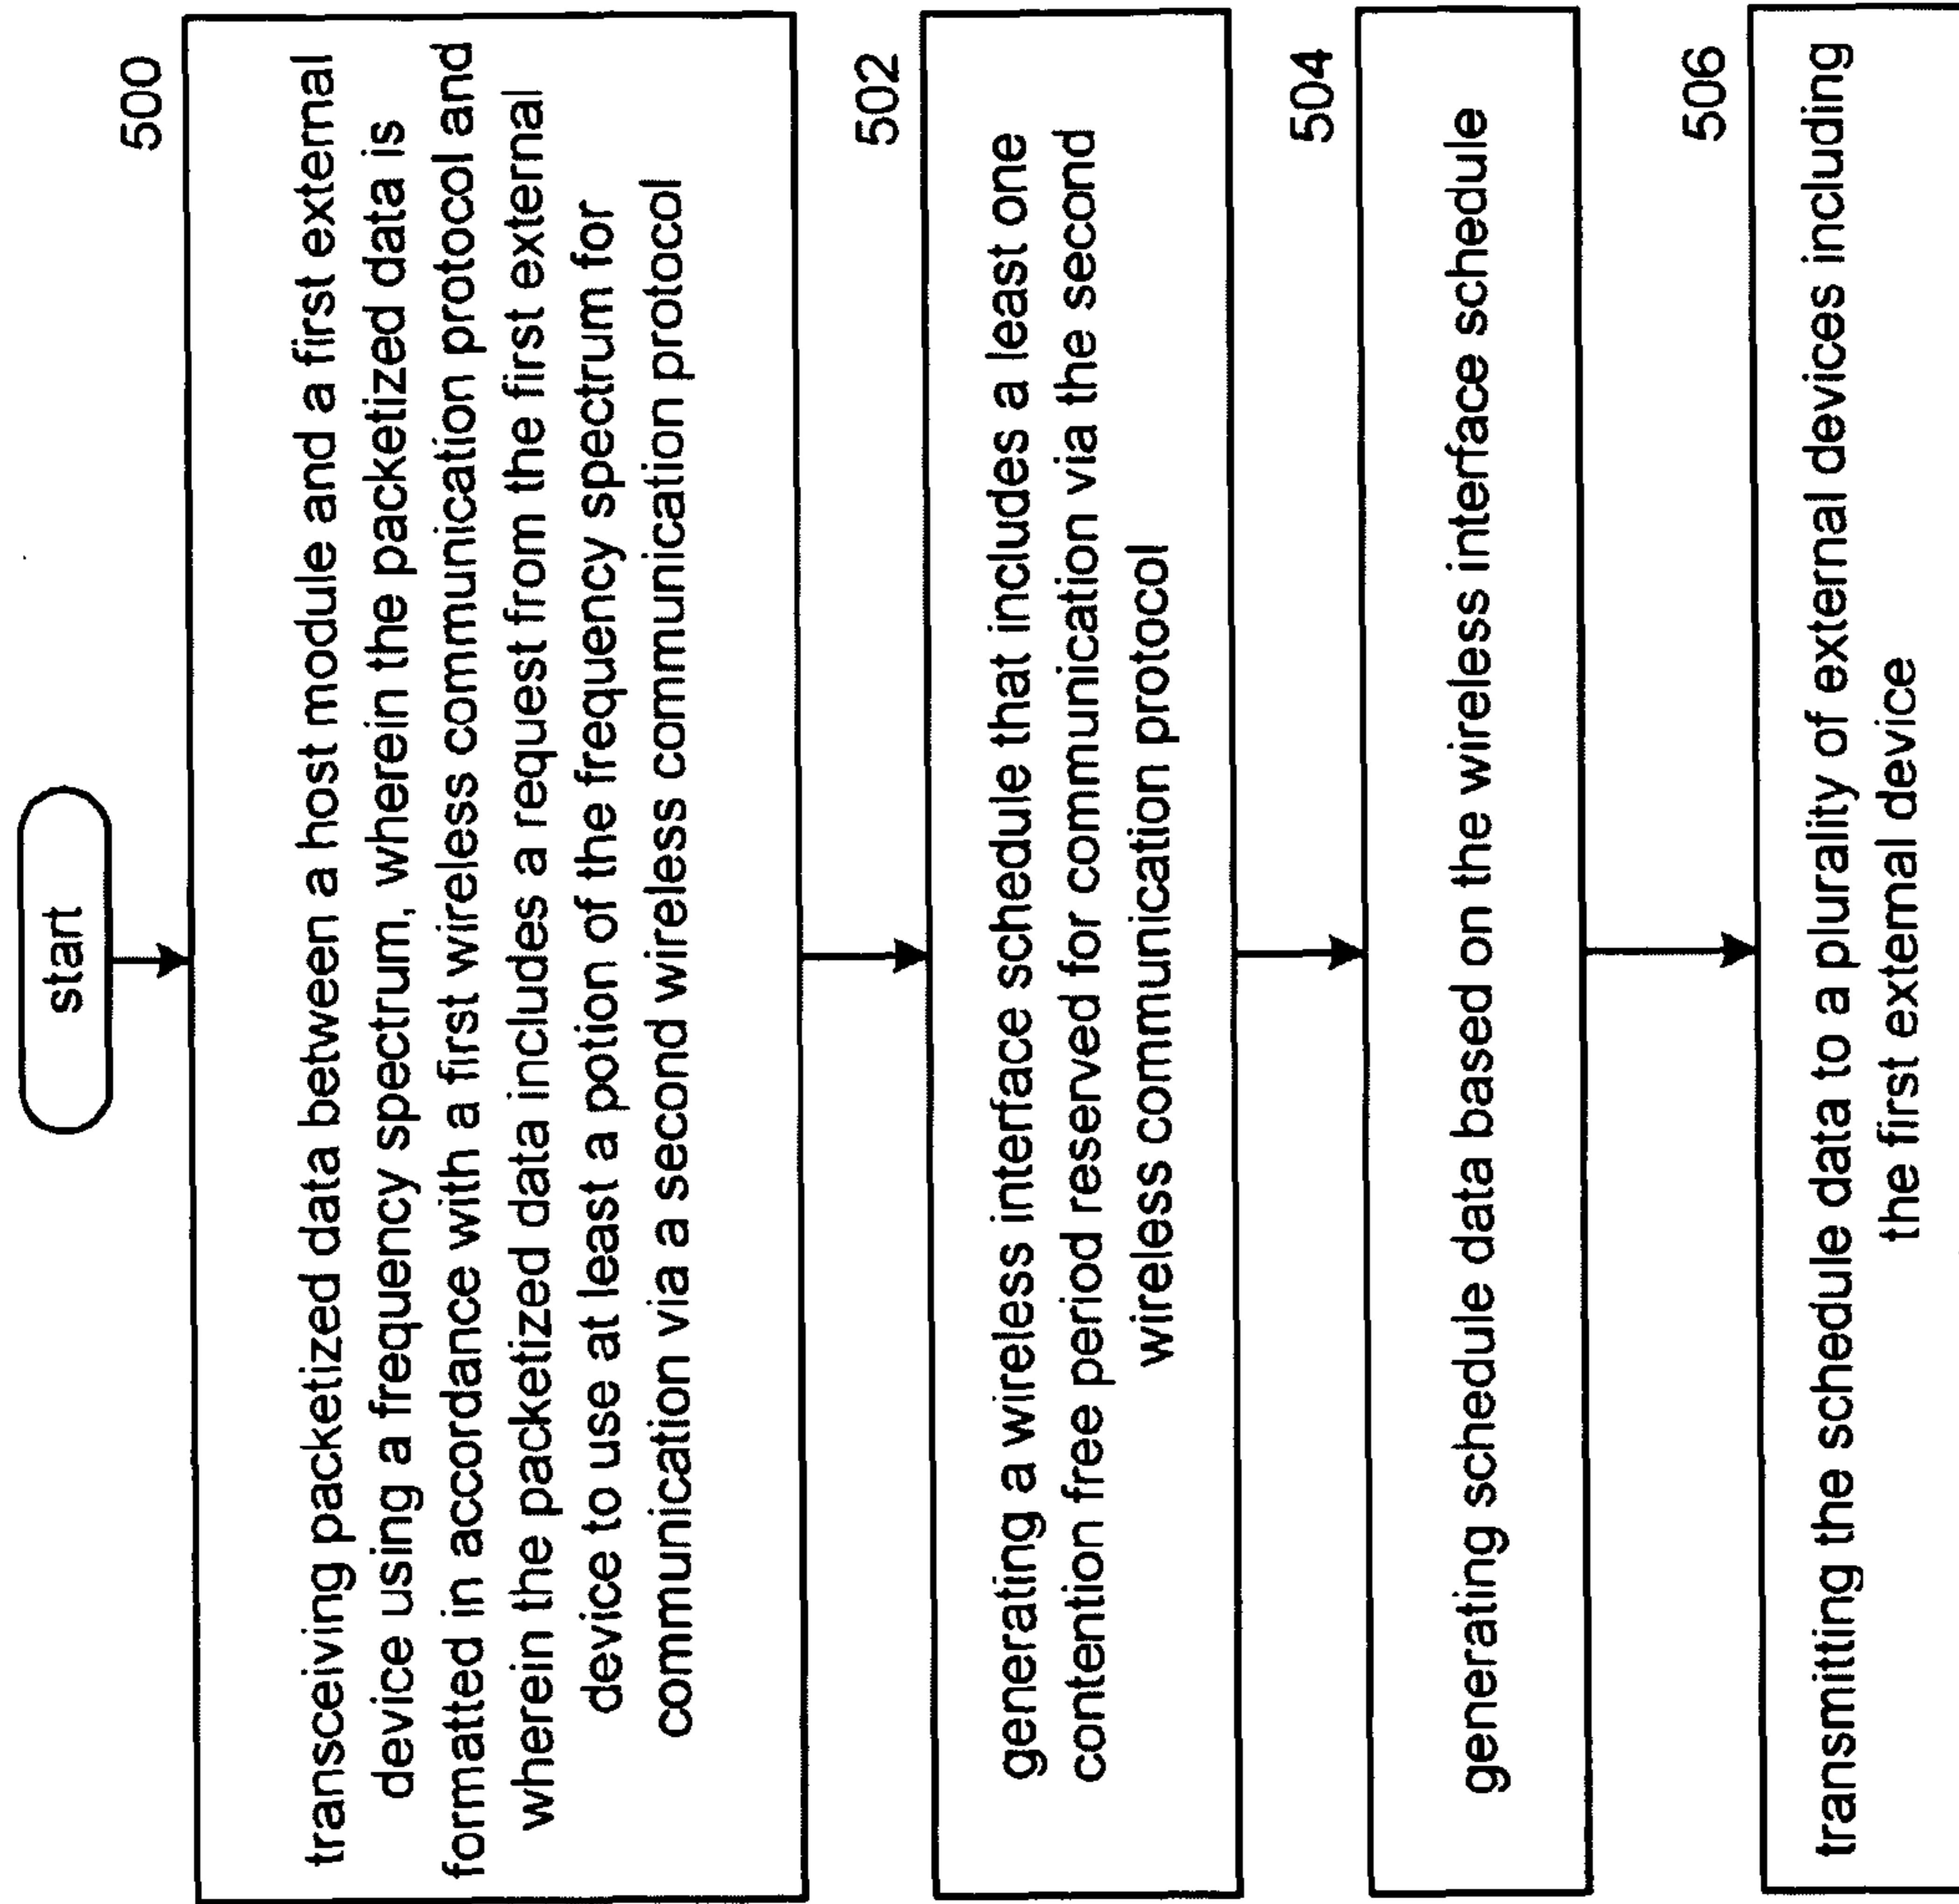 start
500
transceiving packetized data between a host module and a first external
device using a frequency spectrum, wherein the packetized data is
formatted in accordance with a first wireless communication protocol and
wherein the packetized data includes a request from the first external
device to use at least a potion of the frequency spectrum for
communication via a second wireless communication protocol
502
generating a wireless interface schedule that includes a least one
contention free period reserved for communication via the second
wireless communication protocol
504
generating schedule data based on the wireless interface schedule
506
transmitting the schedule data to a plurality of external devices including
the first external device